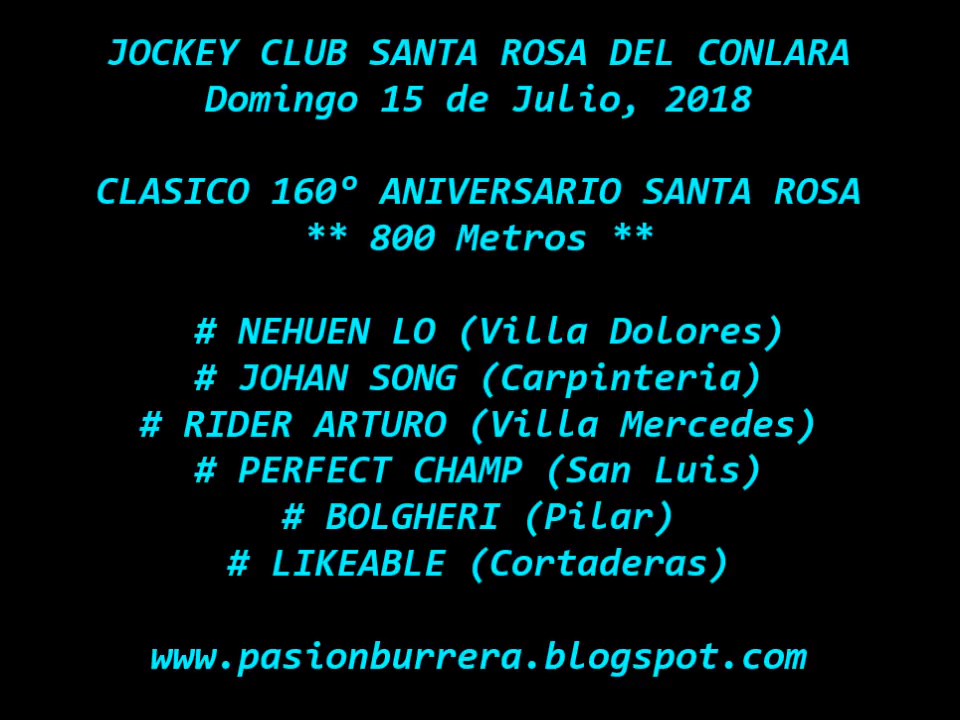 JOCKEY CLUB SANTA ROSA DEL CONLARA
Domingo 15 de Julio, 2018
CLASICO 160º ANIVERSARIO SANTA ROSA
** 800 Metros **
# NEHUEN LO (Villa Dolores)
# JOHAN SONG (Carpinteria)
# RIDER ARTURO (Villa Mercedes)
# PERFECT CHAMP (San Luis)
# BOLGHERI (Pilar)
# LIKEABLE (Cortaderas)
www.pasionburrera.blogspot.com